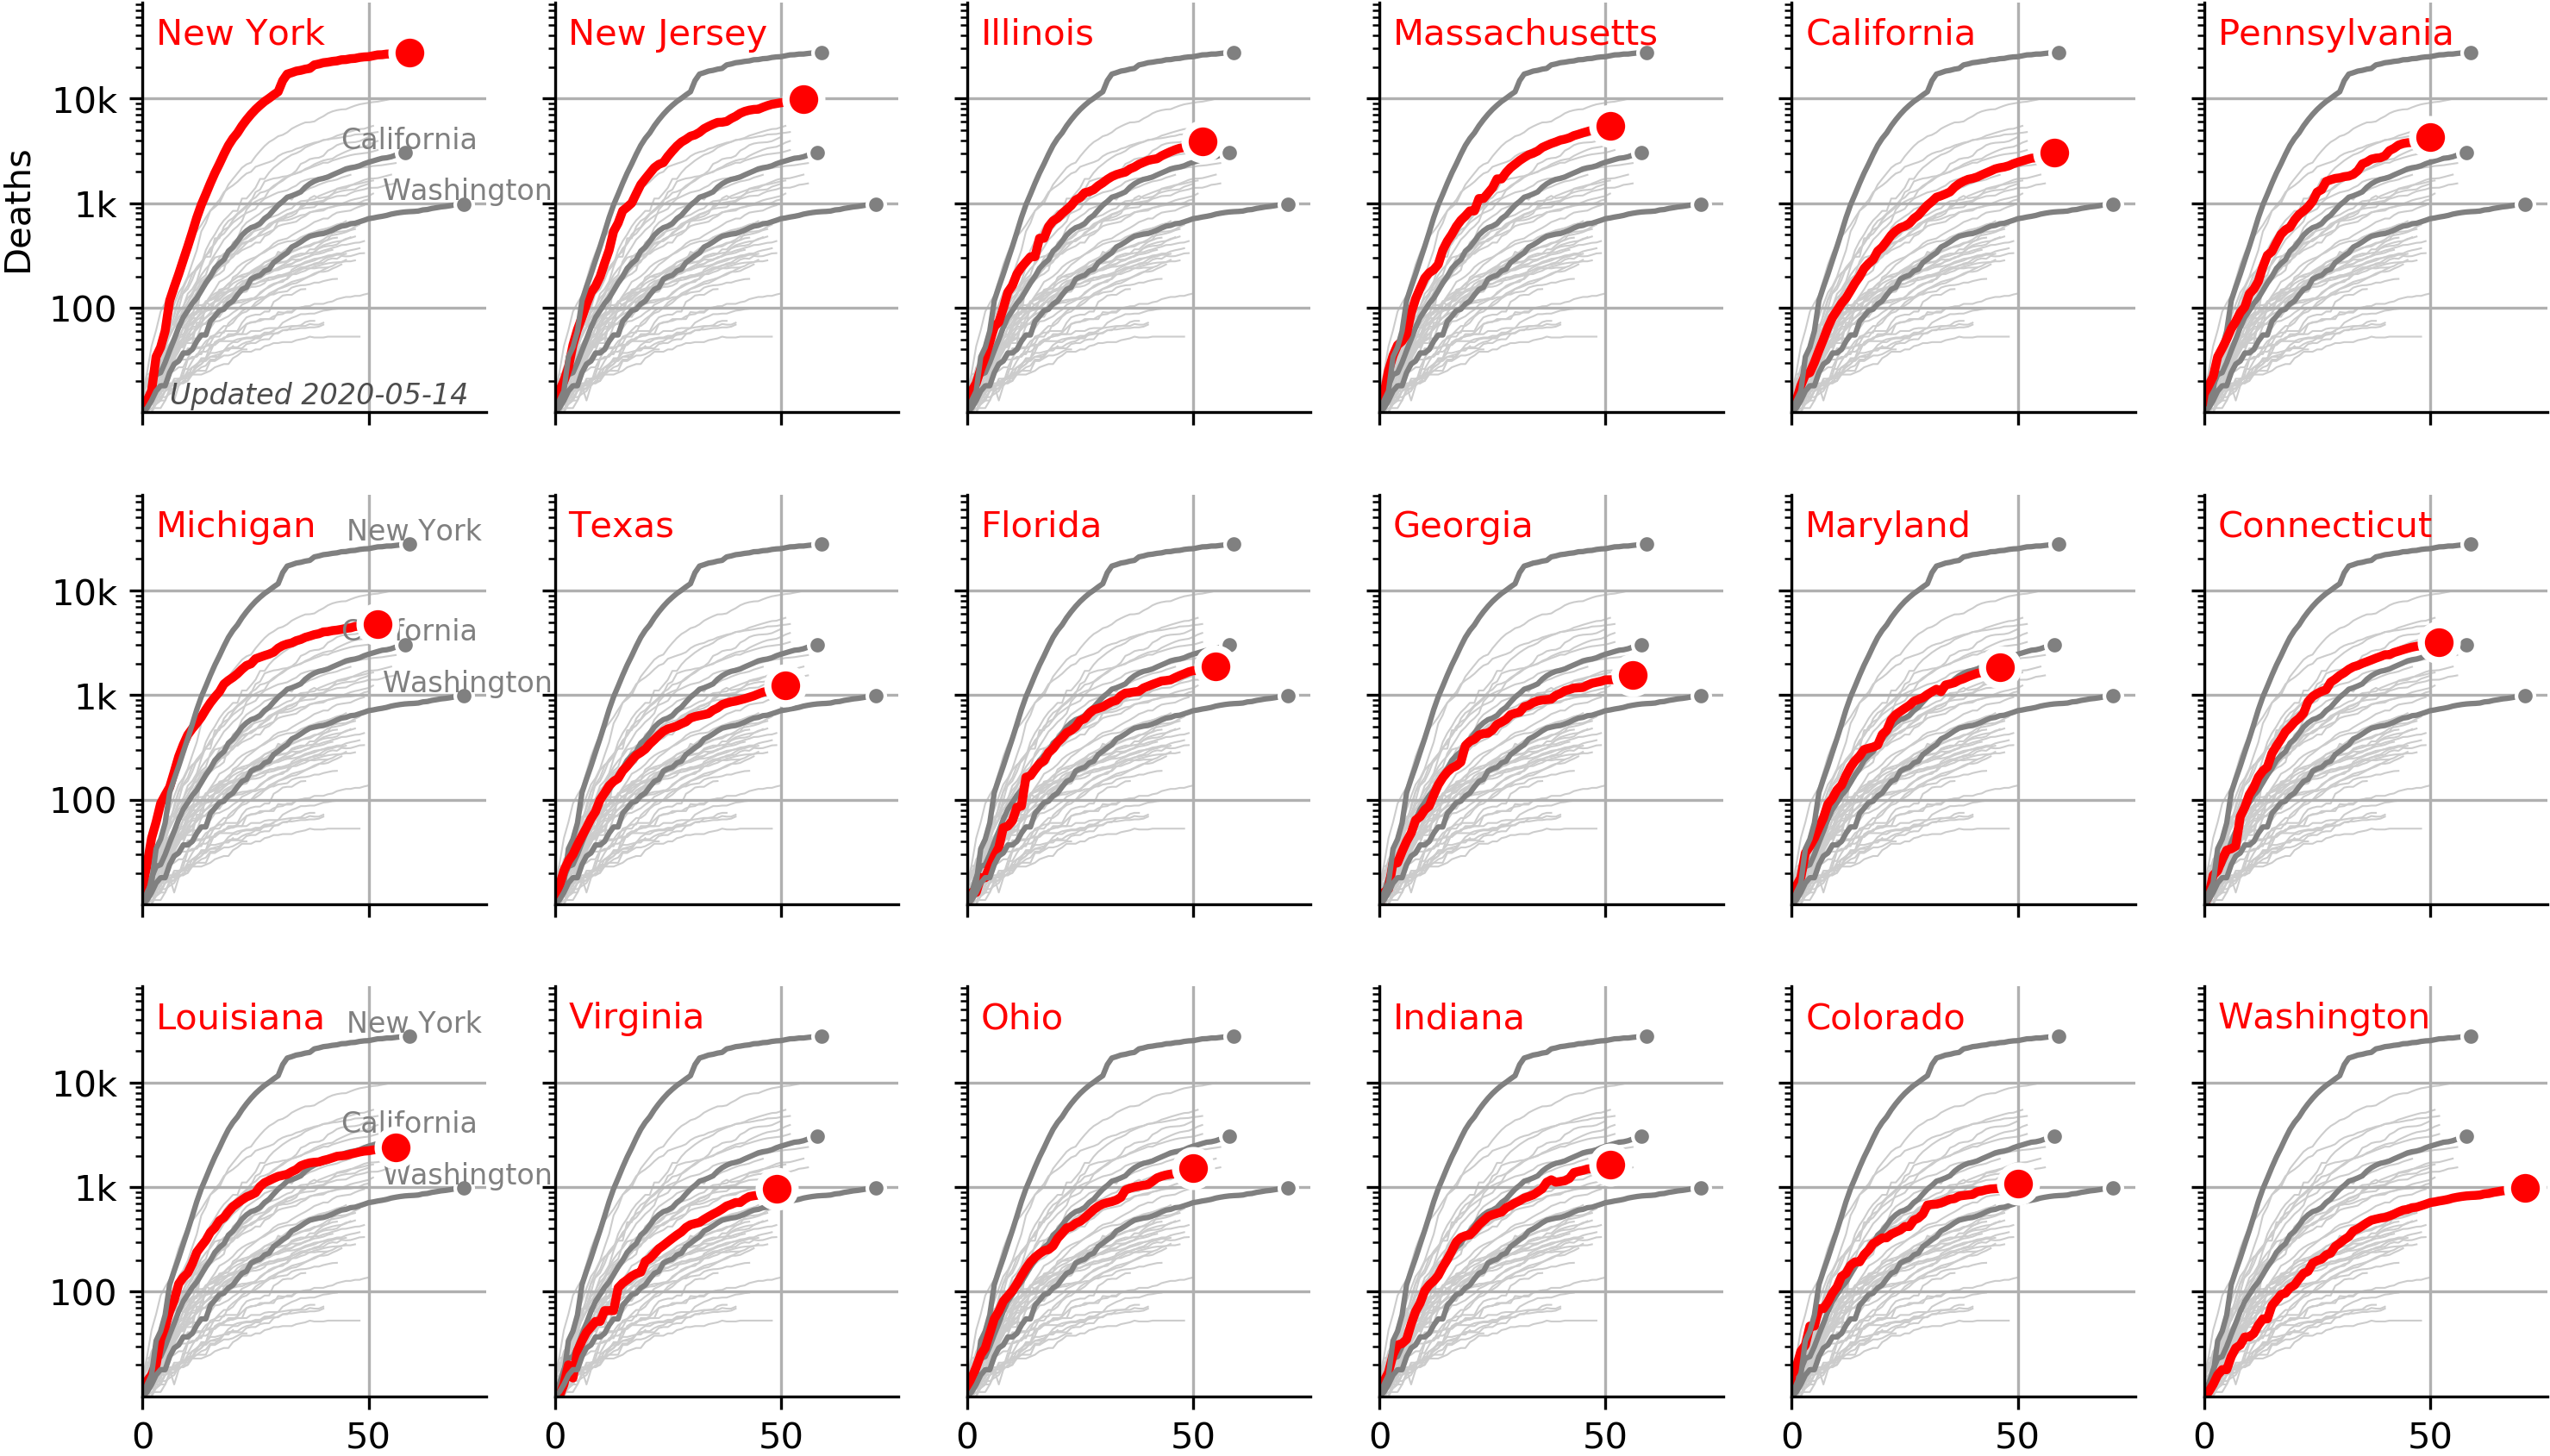 New York
New Jersey
Illinois
Massachusetts
California
Pennsylvania
Deaths
10k
1k
100
California
Washington
Updated 2020-05-14
Michigan
Texas
Florida
Georgia
Maryland
Connecticut
New York
California
Washington
10k
1k
100
Louisiana
Virginia
Ohio
Indiana
Colorado
Washington
New York
California
Washington
10k
1k
100
0 50 0 50 0 50 0 50 0 50 0 50